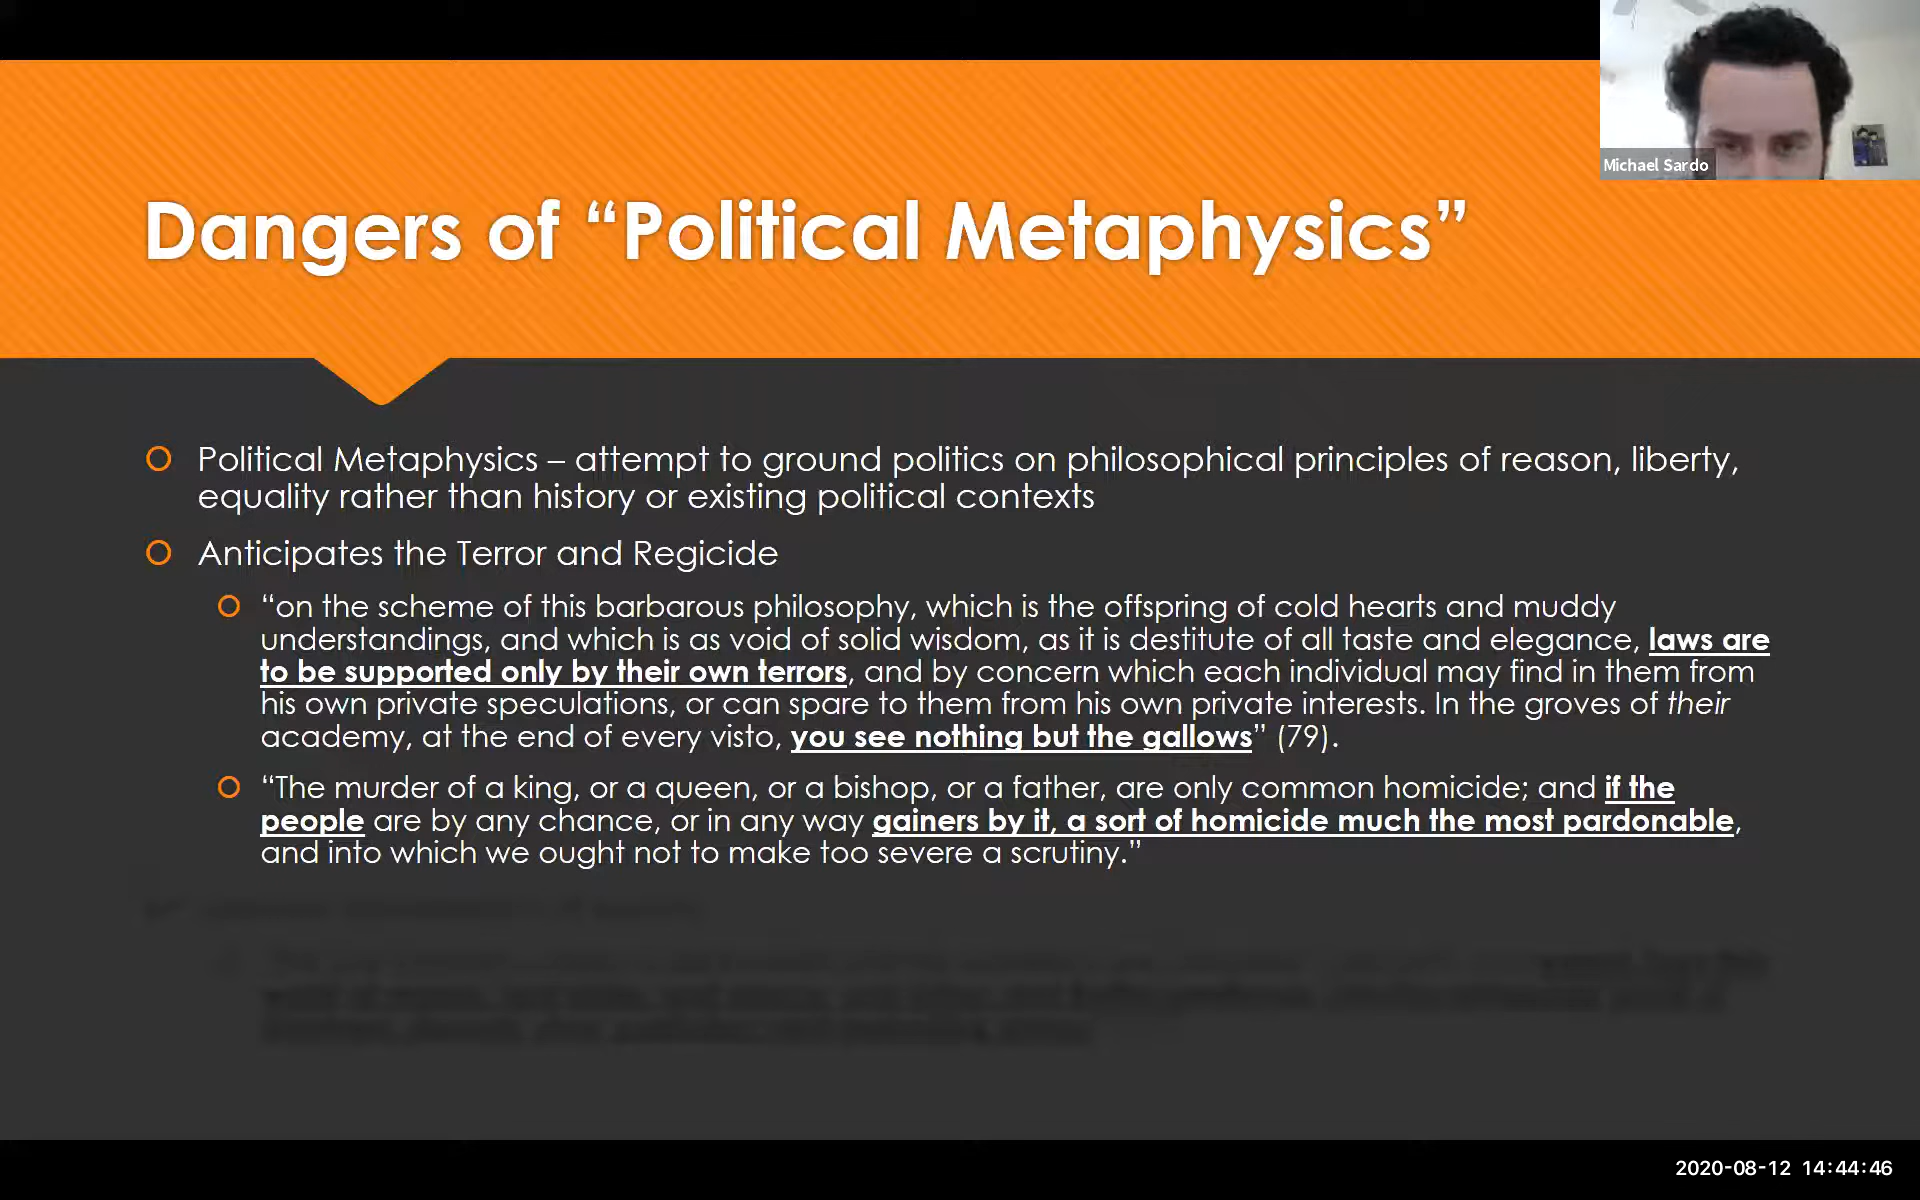 Michael Sardo
Dangers of “Political Metaphysics”
Political Metaphysics – attempt to ground politics on philosophical principles of reason, liberty,
equality rather than history or existing political contexts
Anticipates the Terror and Regicide
“on the scheme of this barbarous philosophy, which is the offspring of cold hearts and muddy
understandings, and which is as void of solid wisdom, as it is destitute of all taste and elegance, laws are
to be supported only by their own terrors, and by concern which each individual may find in them from
his own private speculations, or can spare to them from his own private interests. In the groves of their
academy, at the end of every visto, you see nothing but the gallows” (79).
“The murder of a king, or a queen, or a bishop, or a father, are only common homicide; and if the
people are by any chance, or in any way gainers by it, a sort of homicide much the most pardonable,
and into which we ought not to make too severe a scrutiny.”
2020-08-12 14:44:46